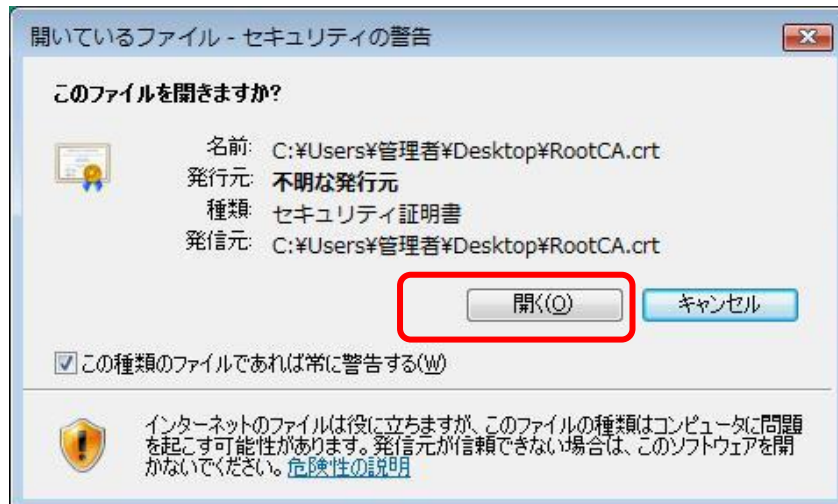 開いているファイル - セキュリティの警告
このファイルを開きますか?
名前: C:¥Users¥管理者¥Desktop¥RootCA.crt
発行元: 不明な発行元
種類: セキュリティ証明書
発信元: C:¥Users¥管理者¥Desktop¥RootCA.crt
開く(O) キャンセル
この種類のファイルであれば常に警告する(W)
インターネットのファイルは役に立ちますが、このファイルの種類はコンピュータに問題
を起こす可能性があります。発信元が信頼できない場合は、このソフトウェアを開
かないでください。危険性の説明